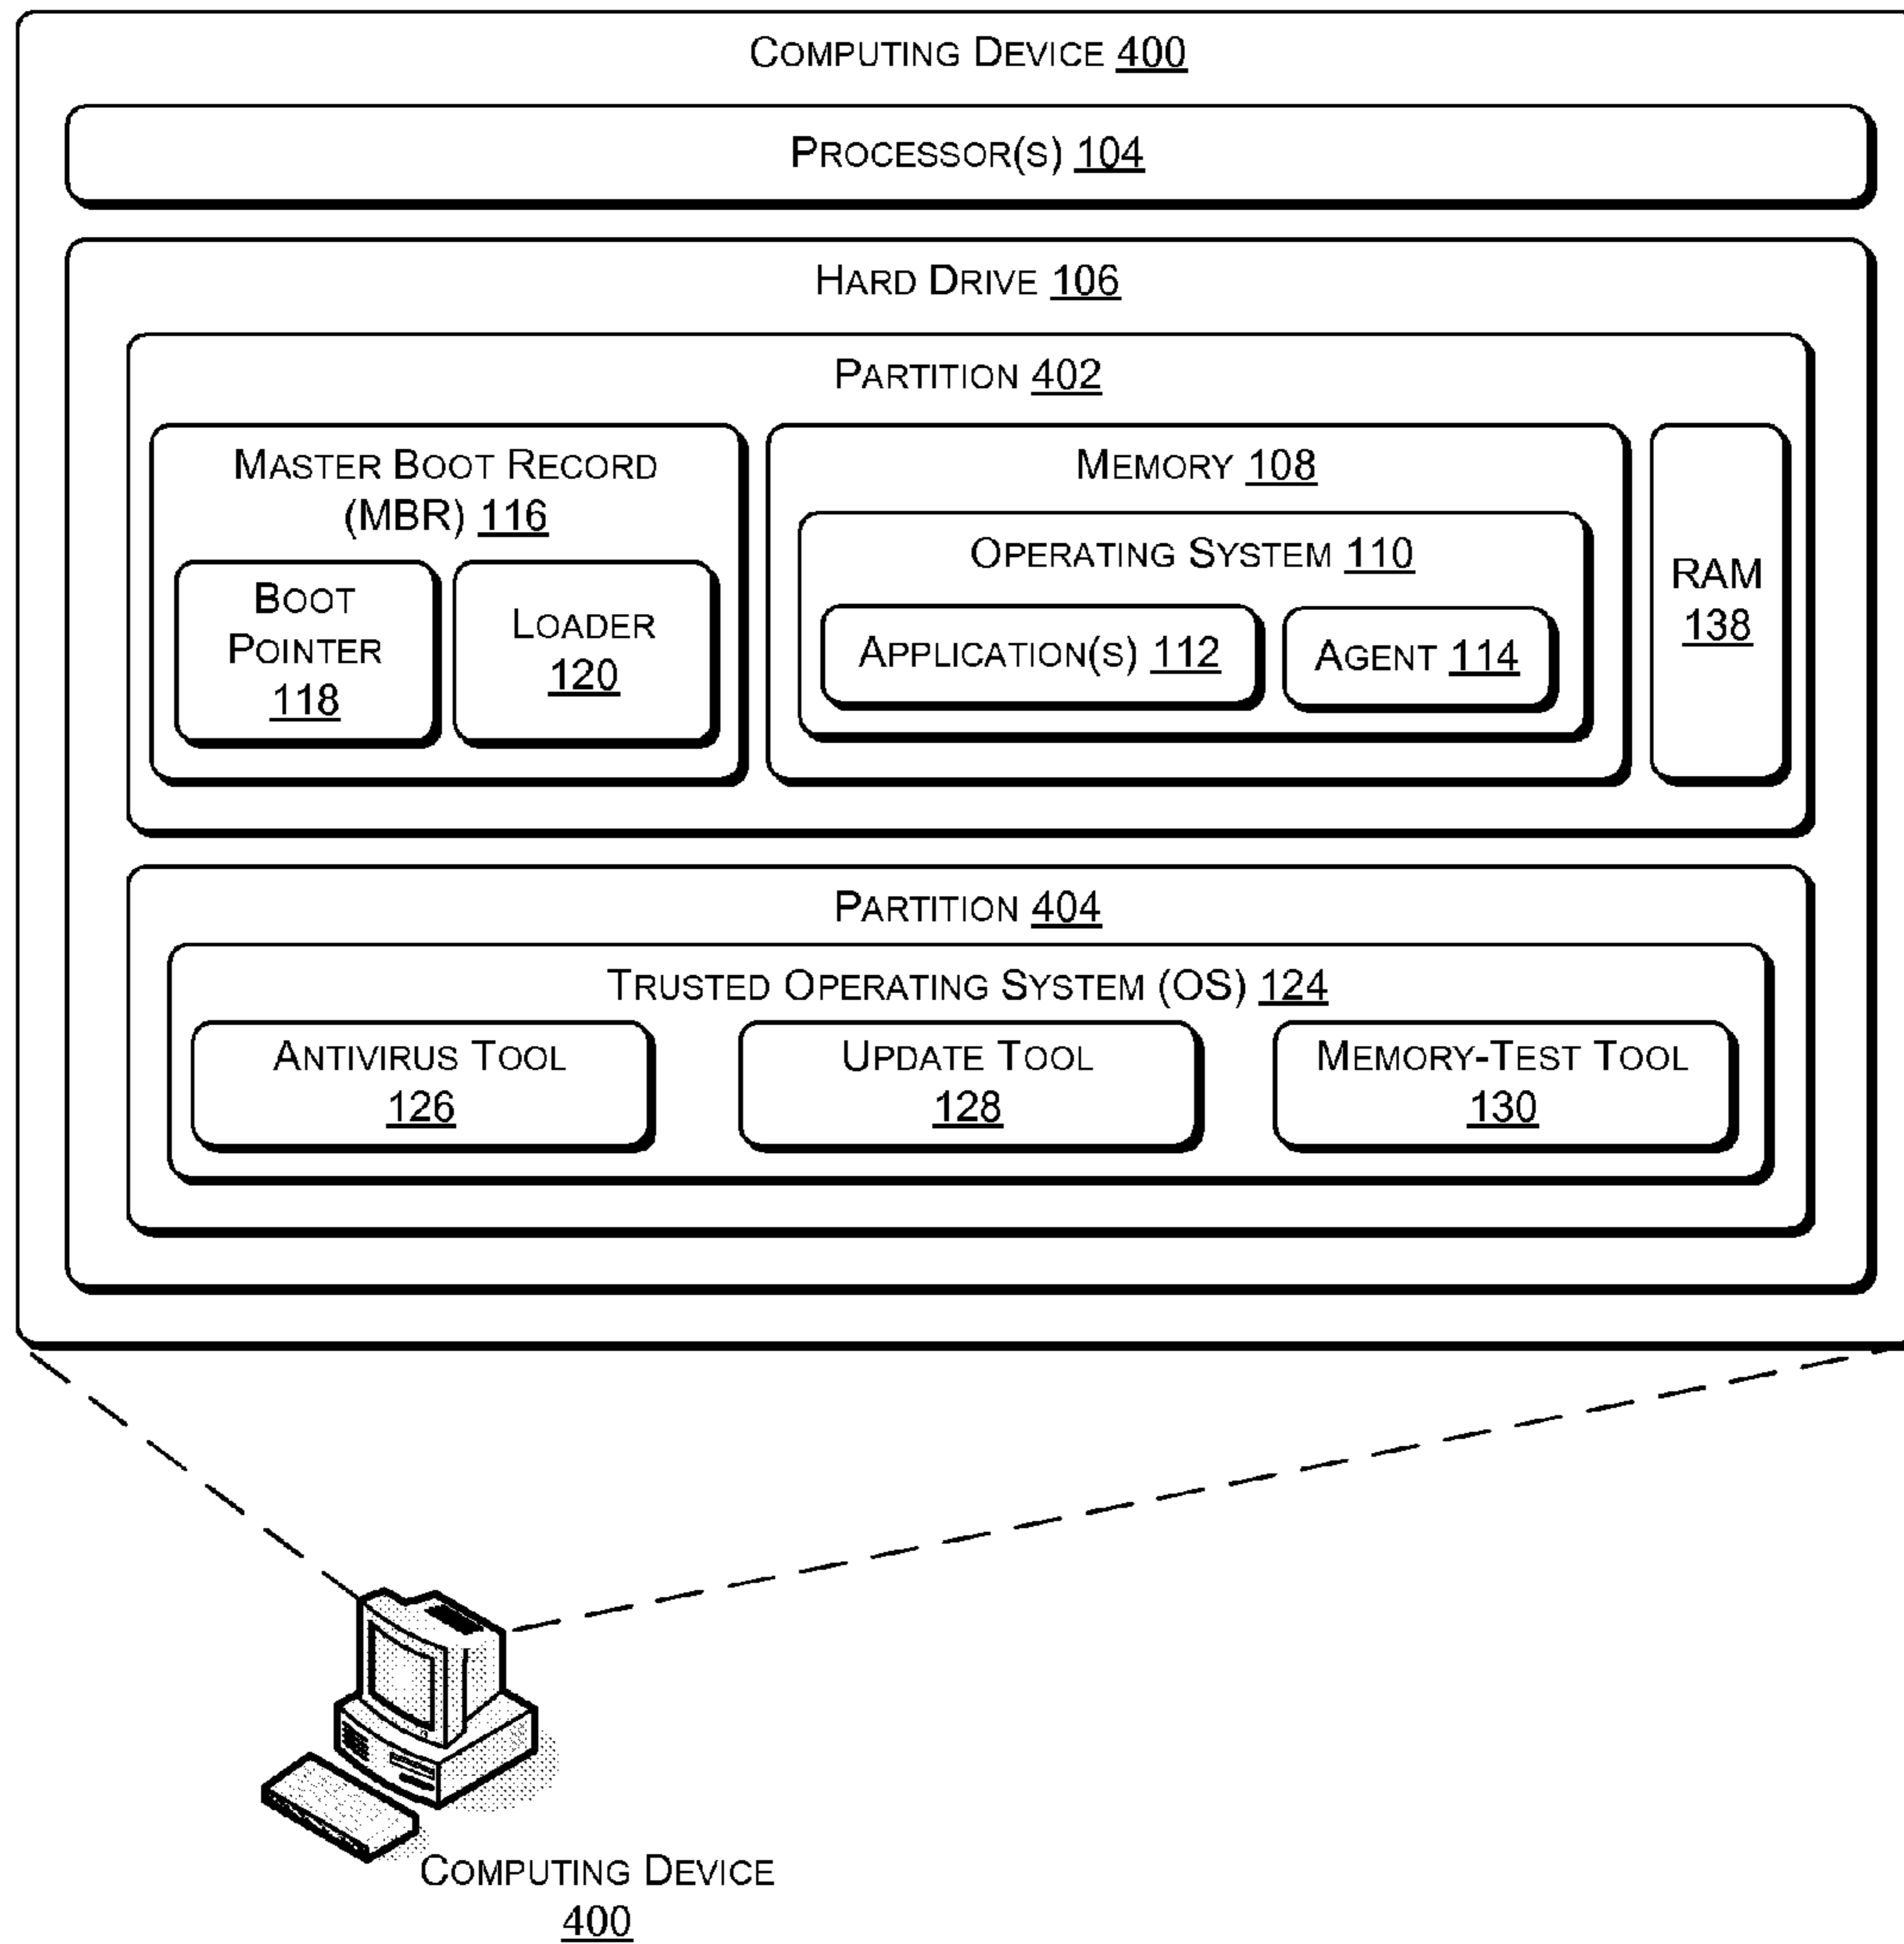 COMPUTING DEVICE 400
PROCESSOR(S) 104
HARD DRIVE 106
PARTITION 402
MASTER BOOT RECORD
(MBR) 116
BOOT
POINTER
118
LOADER
120
MEMORY 108
OPERATING SYSTEM 110
APPLICATION(S) 112
AGENT 114
RAM
138
PARTITION 404
TRUSTED OPERATING SYSTEM (OS) 124
ANTIVIRUS TOOL
126
UPDATE TOOL
128
MEMORY-TEST TOOL
130
COMPUTING DEVICE
400